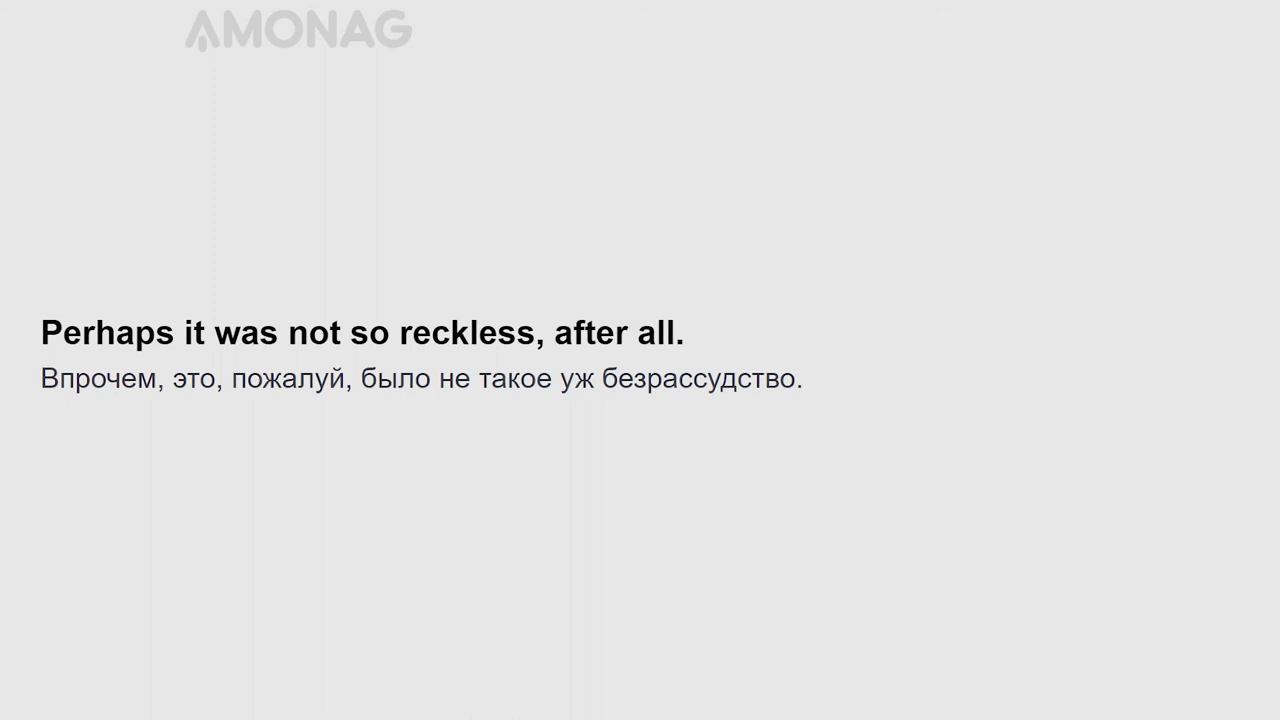 AMONAG
Perhaps it was not so reckless, after all.
Впрочем, это, пожалуй, было не такое уж безрассудство.